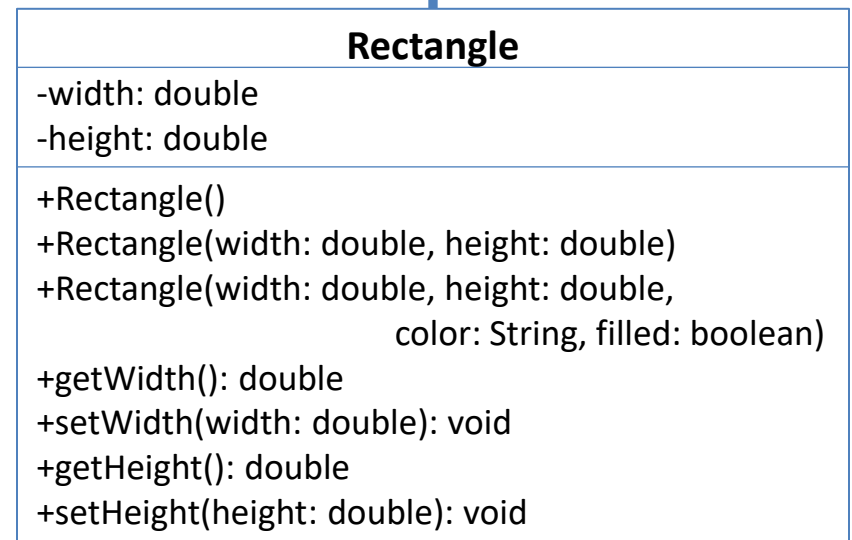 Rectangle
-width: double
-height: double
+Rectangle()
+Rectangle(width: double, height: double)
+Rectangle(width: double, height: double,
color: String, filled: boolean)
+getWidth(): double
+setWidth(width: double): void
+getHeight(): double
+setHeight(height: double): void